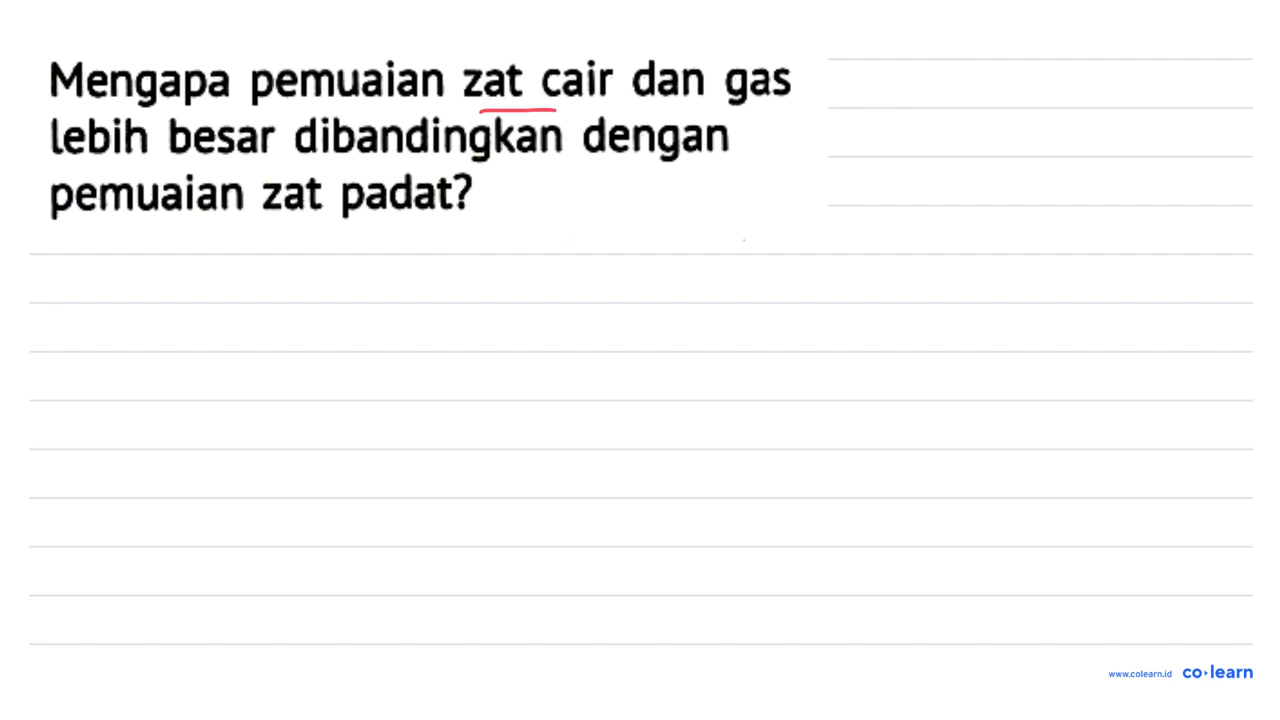 Mengapa pemuaian zat cair dan gas
lebih besar dibandingkan dengan
pemuaian zat padat?
www.colearn.id co·learn